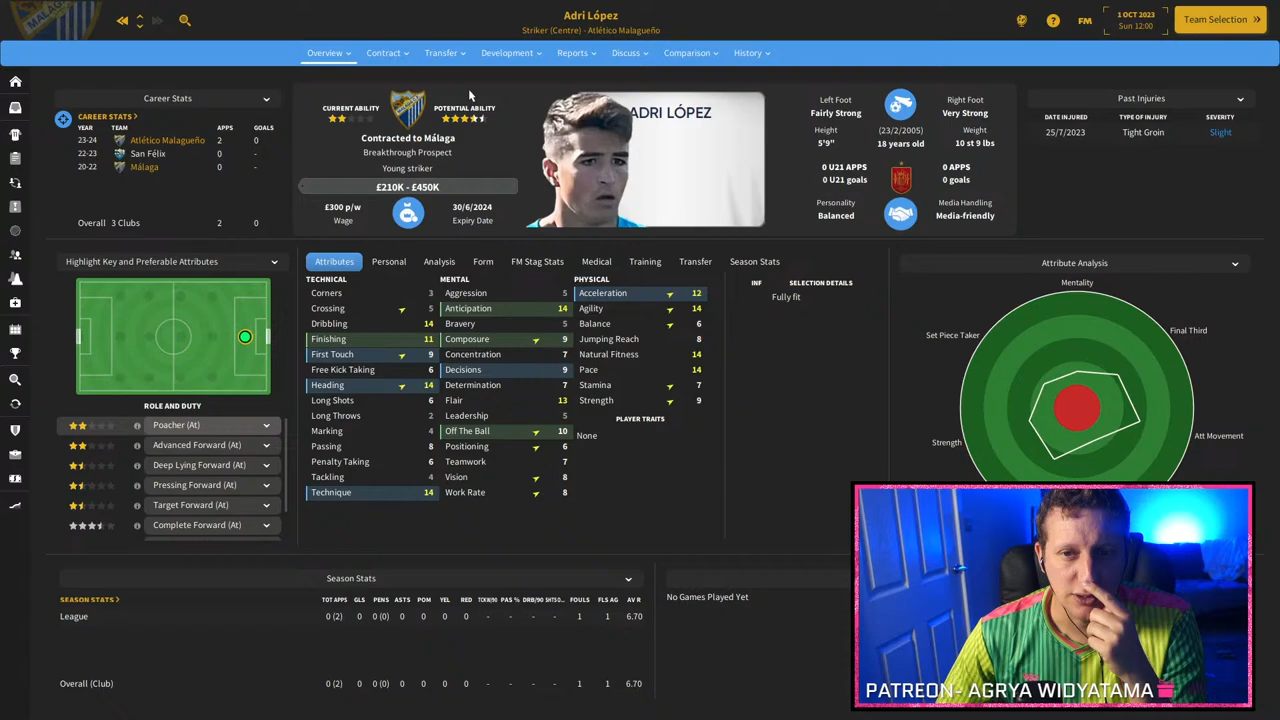 Adri López
Striker (Centre) - Atlético Malagueño
FM
1 OCT 2023
Sun 12:00
Team Selection
Overview
Contract
Transfer
Development
Reports
Discuss
Comparison
History
Career Stats
CAREER STATS >
YEAR TEAM APPS GOALS
23-24 Atlético Malagueño 2 0
22-23 San Félix 0 -
20-22 Málaga 0 -
Overall 3 Clubs 2 0
CURRENT ABILITY
POTENTIAL ABILITY
Contracted to Málaga
Breakthrough Prospect
Young striker
£210K - £450K
£300 p/w
Wage
30/6/2024
Expiry Date
ADRI LÓPEZ
Left Foot
Fairly Strong
Right Foot
Very Strong
Height
5'9"
(23/2/2005)
18 years old
Weight
10 st 9 lbs
0 U21 APPS
0 U21 goals
0 APPS
0 goals
Personality
Balanced
Media Handling
Media-friendly
Past Injuries
DATE INJURED TYPE OF INJURY SEVERITY
25/7/2023 Tight Groin Slight
Highlight Key and Preferable Attributes
ROLE AND DUTY
Poacher (At)
Advanced Forward (At)
Deep Lying Forward (At)
Pressing Forward (At)
Target Forward (At)
Complete Forward (At)
Attributes
Personal
Analysis
Form
FM Stag Stats
Medical
Training
Transfer
Season Stats
TECHNICAL
Corners 3
Crossing 5
Dribbling 14
Finishing 11
First Touch 9
Free Kick Taking 6
Heading 14
Long Shots 6
Long Throws 2
Marking 4
Passing 8
Penalty Taking 6
Tackling 4
Technique 14
MENTAL
Aggression 5
Anticipation 14
Bravery 5
Composure 9
Concentration 7
Decisions 9
Determination 7
Flair 13
Leadership 5
Off The Ball 10
Positioning 6
Teamwork 7
Vision 8
Work Rate 8
PHYSICAL
Acceleration 12
Agility 14
Balance 6
Jumping Reach 8
Natural Fitness 14
Pace 14
Stamina 7
Strength 9
PLAYER TRAITS
None
INF SELECTION DETAILS
Fully fit
Attribute Analysis
Mentality
Set Piece Taker
Final Third
Strength
Att Movement
Season Stats
SEASON STATS >
TOT APPS GLS PENS ASTS POM YEL RED TCKW/90 PAS % DRB/90 SHTS O... FOULS FLS AG AV R
League 0 (2) 0 0 (0) 0 0 0 0 - - - - 1 1 6.70
Overall (Club) 0 (2) 0 0 (0) 0 0 0 0 - - - - 1 1 6.70
No Games Played Yet
PATREON- AGRYA WIDYATAMA